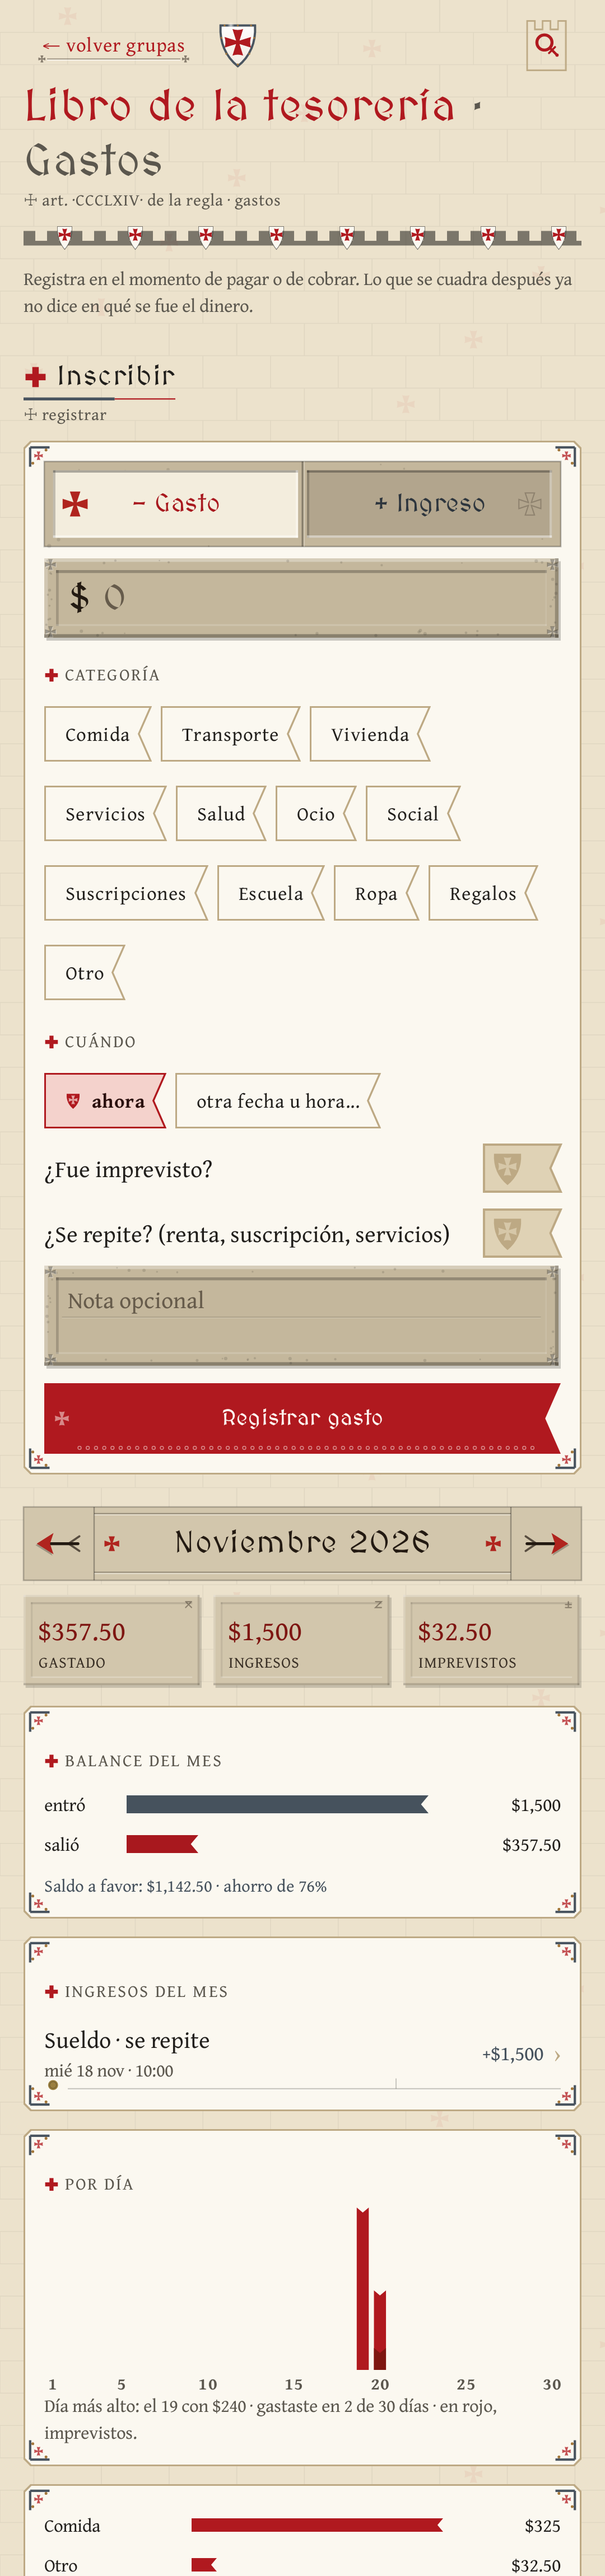 ← volver grupas
Libro de la tesorería ·
Gastos
☩ art. ·CCCLXIV· de la regla · gastos
Registra en el momento de pagar o de cobrar. Lo que se cuadra después ya
no dice en qué se fue el dinero.
Inscribir
☩ registrar
− Gasto
+ Ingreso
$ 0
CATEGORÍA
Comida
Transporte
Vivienda
Servicios
Salud
Ocio
Social
Suscripciones
Escuela
Ropa
Regalos
Otro
CUÁNDO
ahora
otra fecha u hora...
¿Fue imprevisto?
¿Se repite? (renta, suscripción, servicios)
Nota opcional
Registrar gasto
Noviembre 2026
$357.50
GASTADO
$1,500
INGRESOS
$32.50
IMPREVISTOS
BALANCE DEL MES
entró
$1,500
salió
$357.50
Saldo a favor: $1,142.50 · ahorro de 76%
INGRESOS DEL MES
Sueldo · se repite
mié 18 nov · 10:00
+$1,500 ›
POR DÍA
1 5 10 15 20 25 30
Día más alto: el 19 con $240 · gastaste en 2 de 30 días · en rojo,
imprevistos.
Comida
$325
Otro
$32.50